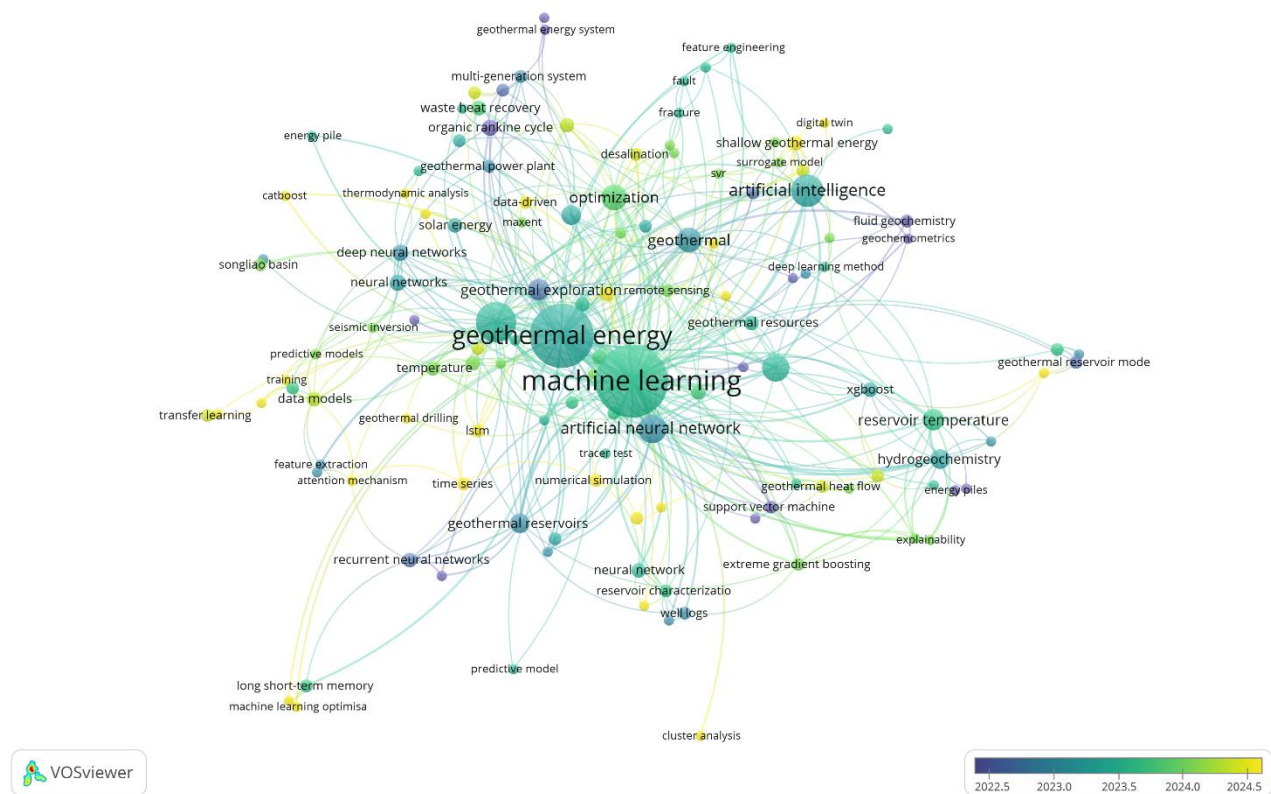 geothermal energy system
feature engineering
multi-generation system
fault
waste heat recovery
fracture
organic rankine cycle
digital twin
energy pile
shallow geothermal energy
desalination
surrogate model
geothermal power plant
svr
artificial intelligence
catboost
thermodynamic analysis
optimization
data-driven
fluid geochemistry
maxent
solar energy
geothermal
geochemometrics
deep neural networks
songliao basin
deep learning method
neural networks
geothermal exploration
remote sensing
seismic inversion
geothermal resources
geothermal energy
predictive models
geothermal reservoir mode
temperature
training
machine learning
xgboost
data models
transfer learning
geothermal drilling
reservoir temperature
lstm
artificial neural network
tracer test
hydrogeochemistry
feature extraction
attention mechanism
time series
numerical simulation
geothermal heat flow
energy piles
support vector machine
geothermal reservoirs
explainability
recurrent neural networks
extreme gradient boosting
neural network
reservoir characterizatio
well logs
predictive model
long short-term memory
machine learning optimisa
cluster analysis
VOSviewer
2022.5 2023.0 2023.5 2024.0 2024.5